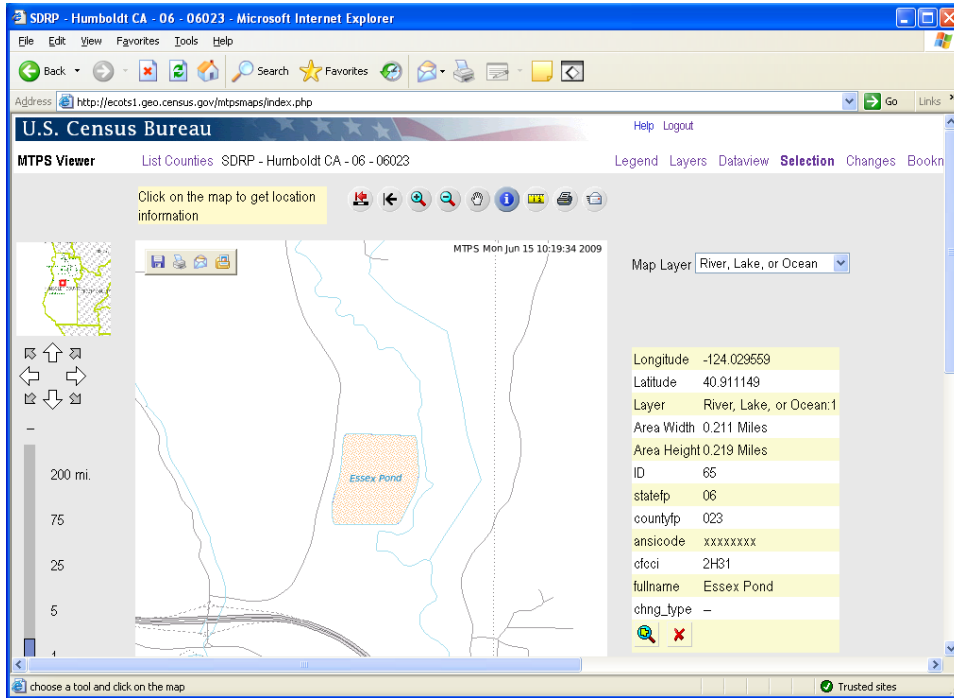 SDRP - Humboldt CA - 06 - 06023 - Microsoft Internet Explorer
File Edit View Favorites Tools Help
Back Search Favorites
Address http://ecots1.geo.census.gov/mtpsmaps/index.php Go Links
U.S. Census Bureau Help Logout
MTPS Viewer List Counties SDRP - Humboldt CA - 06 - 06023 Legend Layers Dataview Selection Changes Bookn
Click on the map to get location
information
MTPS Mon Jun 15 10:19:34 2009
Map Layer River, Lake, or Ocean
Longitude -124.029559
Latitude 40.911149
Layer River, Lake, or Ocean:1
Area Width 0.211 Miles
Area Height 0.219 Miles
ID 65
statefp 06
countyfp 023
ansicode xxxxxxxx
cfcci 2H31
fullname Essex Pond
chng_type –
Essex Pond
200 mi.
75
25
5
1
choose a tool and click on the map Trusted sites